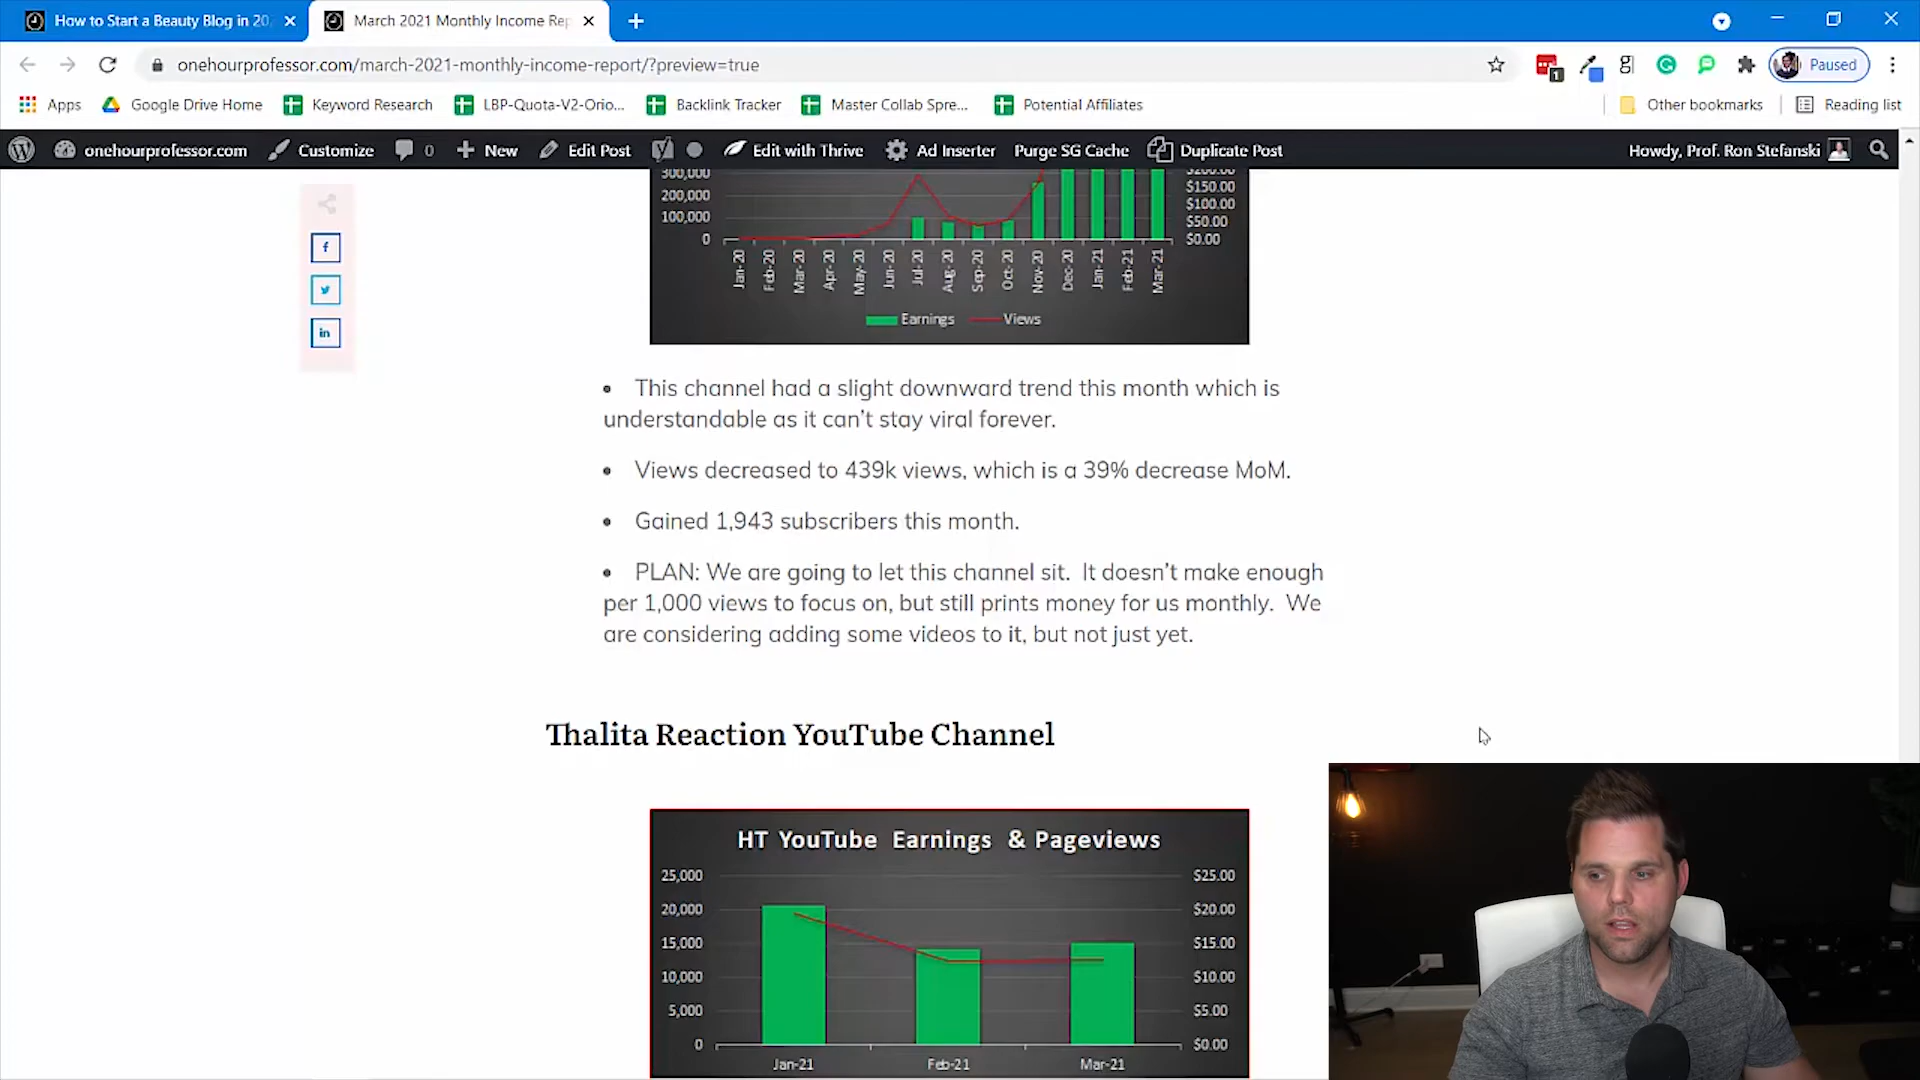 How to Start a Beauty Blog in 20
March 2021 Monthly Income Rep
onehourprofessor.com/march-2021-monthly-income-report/?preview=true
1
Paused
Apps
Google Drive Home
Keyword Research
LBP-Quota-V2-Orio...
Backlink Tracker
Master Collab Spre...
Potential Affiliates
Other bookmarks
Reading list
onehourprofessor.com
Customize
0
New
Edit Post
Edit with Thrive
Ad Inserter
Purge SG Cache
Duplicate Post
Howdy, Prof. Ron Stefanski
300,000
200,000
100,000
0
$200.00
$150.00
$100.00
$50.00
$0.00
Jan-20
Feb-20
Mar-20
Apr-20
May-20
Jun-20
Jul-20
Aug-20
Sep-20
Oct-20
Nov-20
Dec-20
Jan-21
Feb-21
Mar-21
Earnings
Views
f
in
• This channel had a slight downward trend this month which is
understandable as it can't stay viral forever.
• Views decreased to 439k views, which is a 39% decrease MoM.
• Gained 1,943 subscribers this month.
• PLAN: We are going to let this channel sit. It doesn't make enough
per 1,000 views to focus on, but still prints money for us monthly. We
are considering adding some videos to it, but not just yet.
Thalita Reaction YouTube Channel
HT YouTube Earnings & Pageviews
25,000
20,000
15,000
10,000
5,000
0
$25.00
$20.00
$15.00
$10.00
$5.00
$0.00
Jan-21
Feb-21
Mar-21